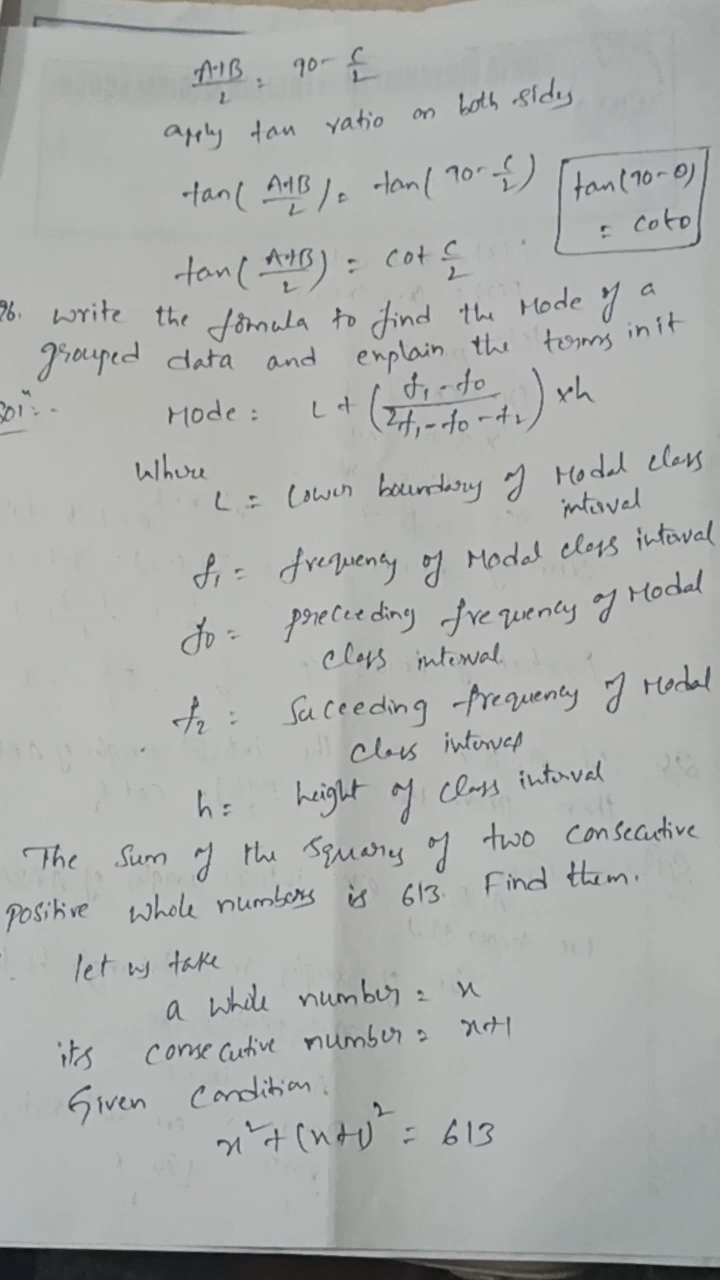 A+B/2 = 90 - C/2
apply tan ratio on both sides
tan( A+B/2 ) = tan( 90 - C/2 )
tan(90-θ)
= cotθ
tan( A+B/2 ) = cot C/2
26. Write the formula to find the Mode of a
grouped data and explain the terms in it
Sol:-
Mode = L + ( f₁-f₀ / 2f₁-f₀-f₂ ) × h
Where
L = lower boundary of Modal class
interval
f₁ = frequency of Modal class interval
f₀ = preceeding frequency of Modal
class interval
f₂ = Suceeding frequency of Modal
class interval
h = height of class interval
The Sum of the Squares of two consecutive
positive whole numbers is 613. Find them.
let us take
a whole number = x
its consecutive number = x+1
Given Condition.
x² + (x+1)² = 613